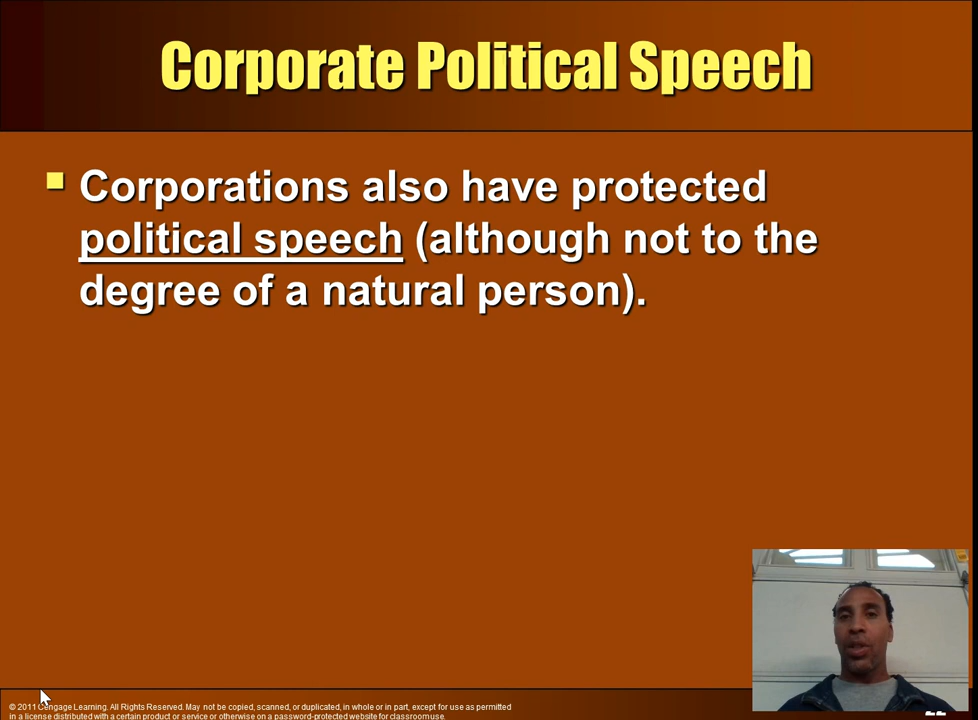 Corporate Political Speech
Corporations also have protected
political speech (although not to the
degree of a natural person).
© 2011 Cengage Learning. All Rights Reserved. May not be copied, scanned, or duplicated, in whole or in part, except for use as permitted
in a license distributed with a certain product or service or otherwise on a password-protected website for classroom use.